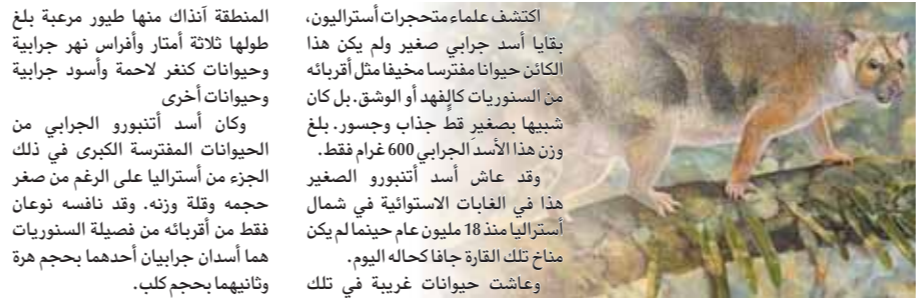 اكتشف علماء متحجرات أستراليون،
بقايا أسد جرابي صغير ولم يكن هذا
الكائن حيوانا مفترسا مخيفا مثل أقربائه
من السنوريات كالفهد أو الوشق. بل كان
شبيها بصغير قط جذاب وجسور. بلغ
وزن هذا الأسد الجرابي 600 غرام فقط.
وقد عاش أسد أتنبورو الصغير
هذا في الغابات الاستوائية في شمال
أستراليا منذ 18 مليون عام حينما لم يكن
مناخ تلك القارة جافا كحاله اليوم.
وعاشت حيوانات غريبة في تلك
المنطقة آنذاك منها طيور مرعبة بلغ
طولها ثلاثة أمتار وأفراس نهر جرابية
وحيوانات كنغر لاحمة وأسود جرابية
وحيوانات أخرى
وكان أسد أتنبورو الجرابي من
الحيوانات المفترسة الكبرى في ذلك
الجزء من أستراليا على الرغم من صغر
حجمه وقلة وزنه. وقد نافسه نوعان
فقط من أقربائه من فصيلة السنوريات
هما أسدان جرابيان أحدهما بحجم هرة
وثانيهما بحجم كلب.